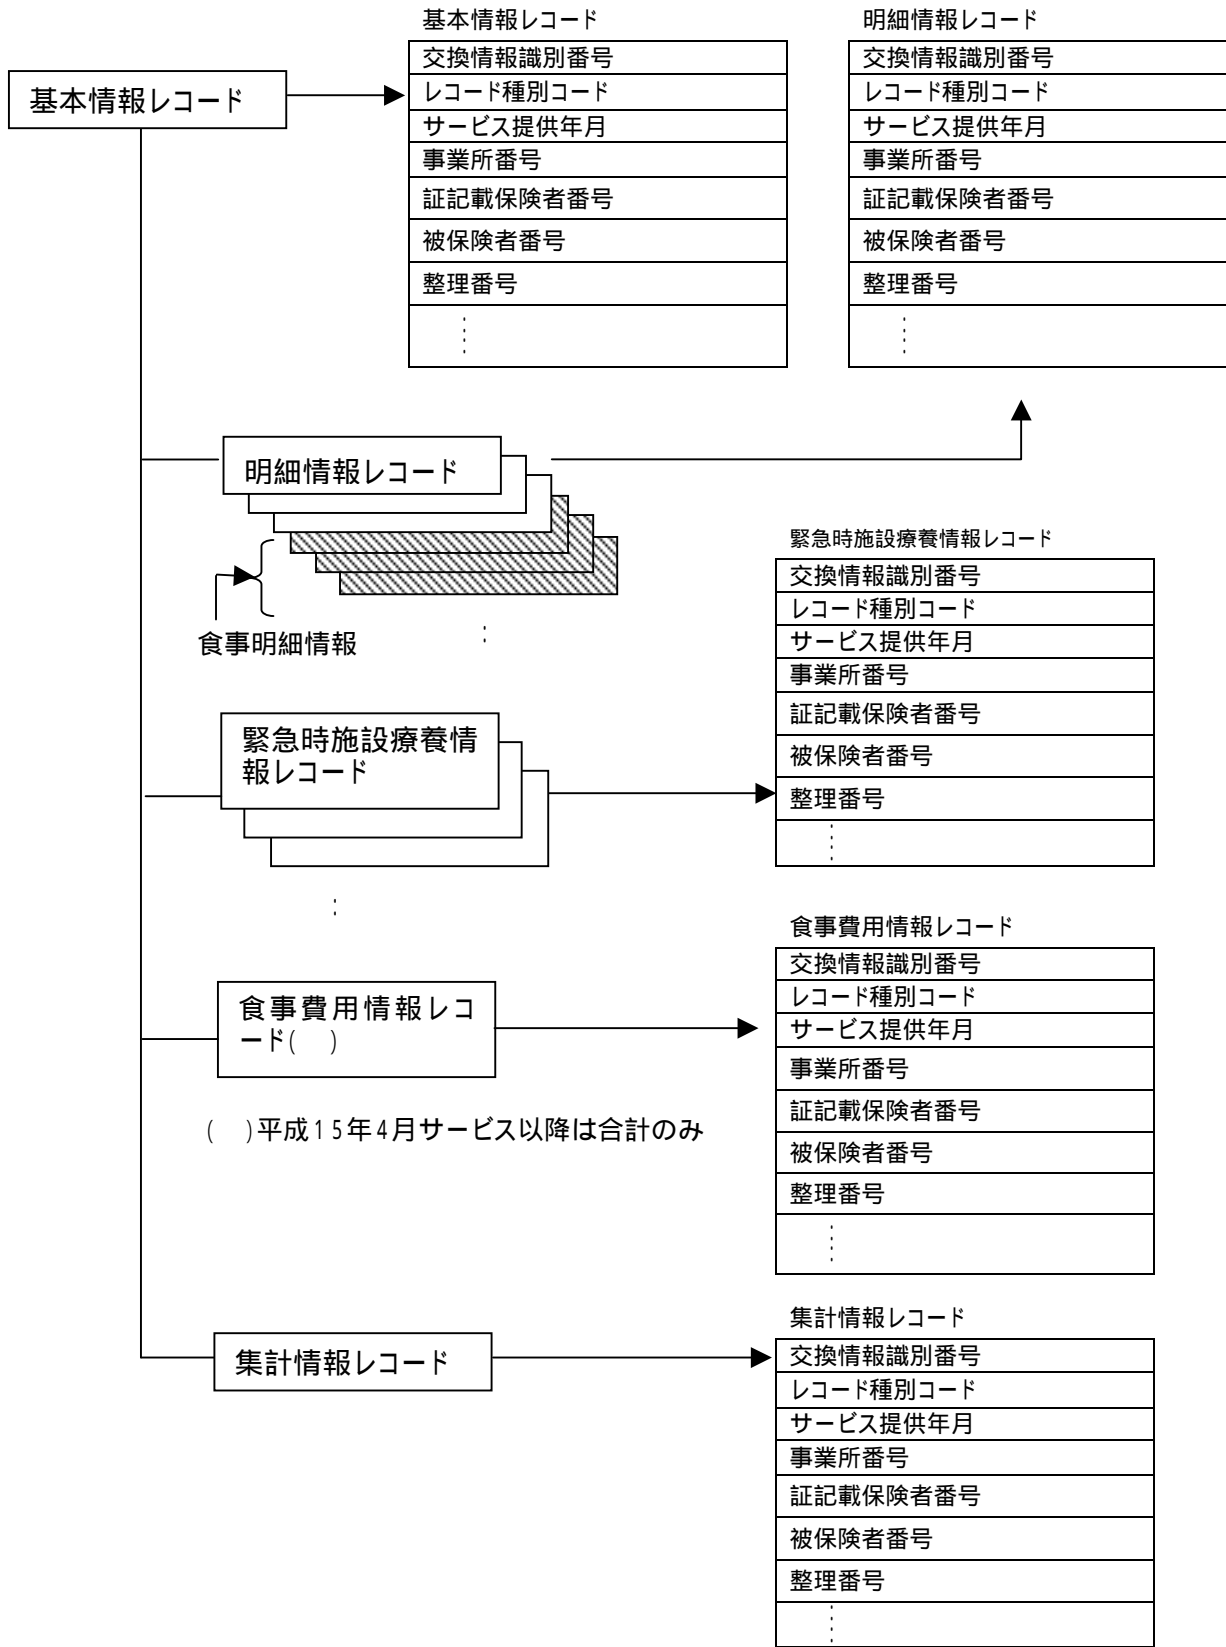 基本情報レコード
基本情報レコード
交換情報識別番号
レコード種別コード
サービス提供年月
事業所番号
証記載保険者番号
被保険者番号
整理番号
明細情報レコード
交換情報識別番号
レコード種別コード
サービス提供年月
事業所番号
証記載保険者番号
被保険者番号
整理番号
明細情報レコード
食事明細情報
緊急時施設療養情報レコード
交換情報識別番号
レコード種別コード
サービス提供年月
事業所番号
証記載保険者番号
被保険者番号
整理番号
緊急時施設療養情
報レコード
食事費用情報レコード
交換情報識別番号
レコード種別コード
サービス提供年月
事業所番号
証記載保険者番号
被保険者番号
整理番号
食事費用情報レコ
ード( )
( )平成15年4月サービス以降は合計のみ
集計情報レコード
集計情報レコード
交換情報識別番号
レコード種別コード
サービス提供年月
事業所番号
証記載保険者番号
被保険者番号
整理番号